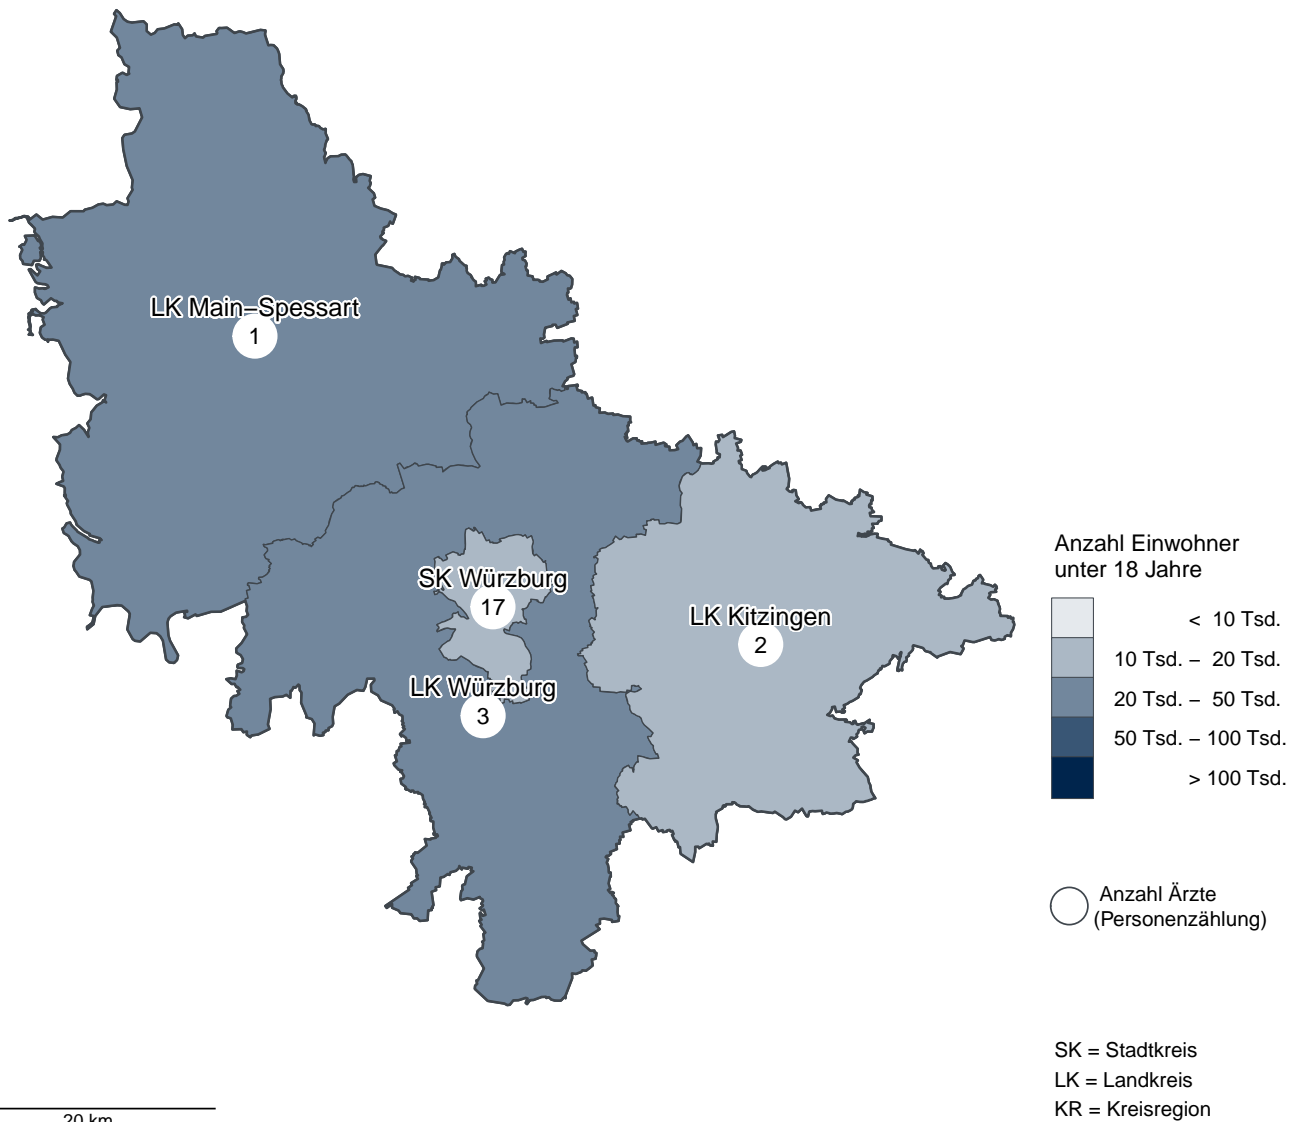 LK Main–Spessart
1
SK Würzburg
17
LK Kitzingen
2
LK Würzburg
3
Anzahl Einwohner
unter 18 Jahre
< 10 Tsd.
10 Tsd. – 20 Tsd.
20 Tsd. – 50 Tsd.
50 Tsd. – 100 Tsd.
> 100 Tsd.
Anzahl Ärzte
(Personenzählung)
SK = Stadtkreis
LK = Landkreis
KR = Kreisregion
20 km